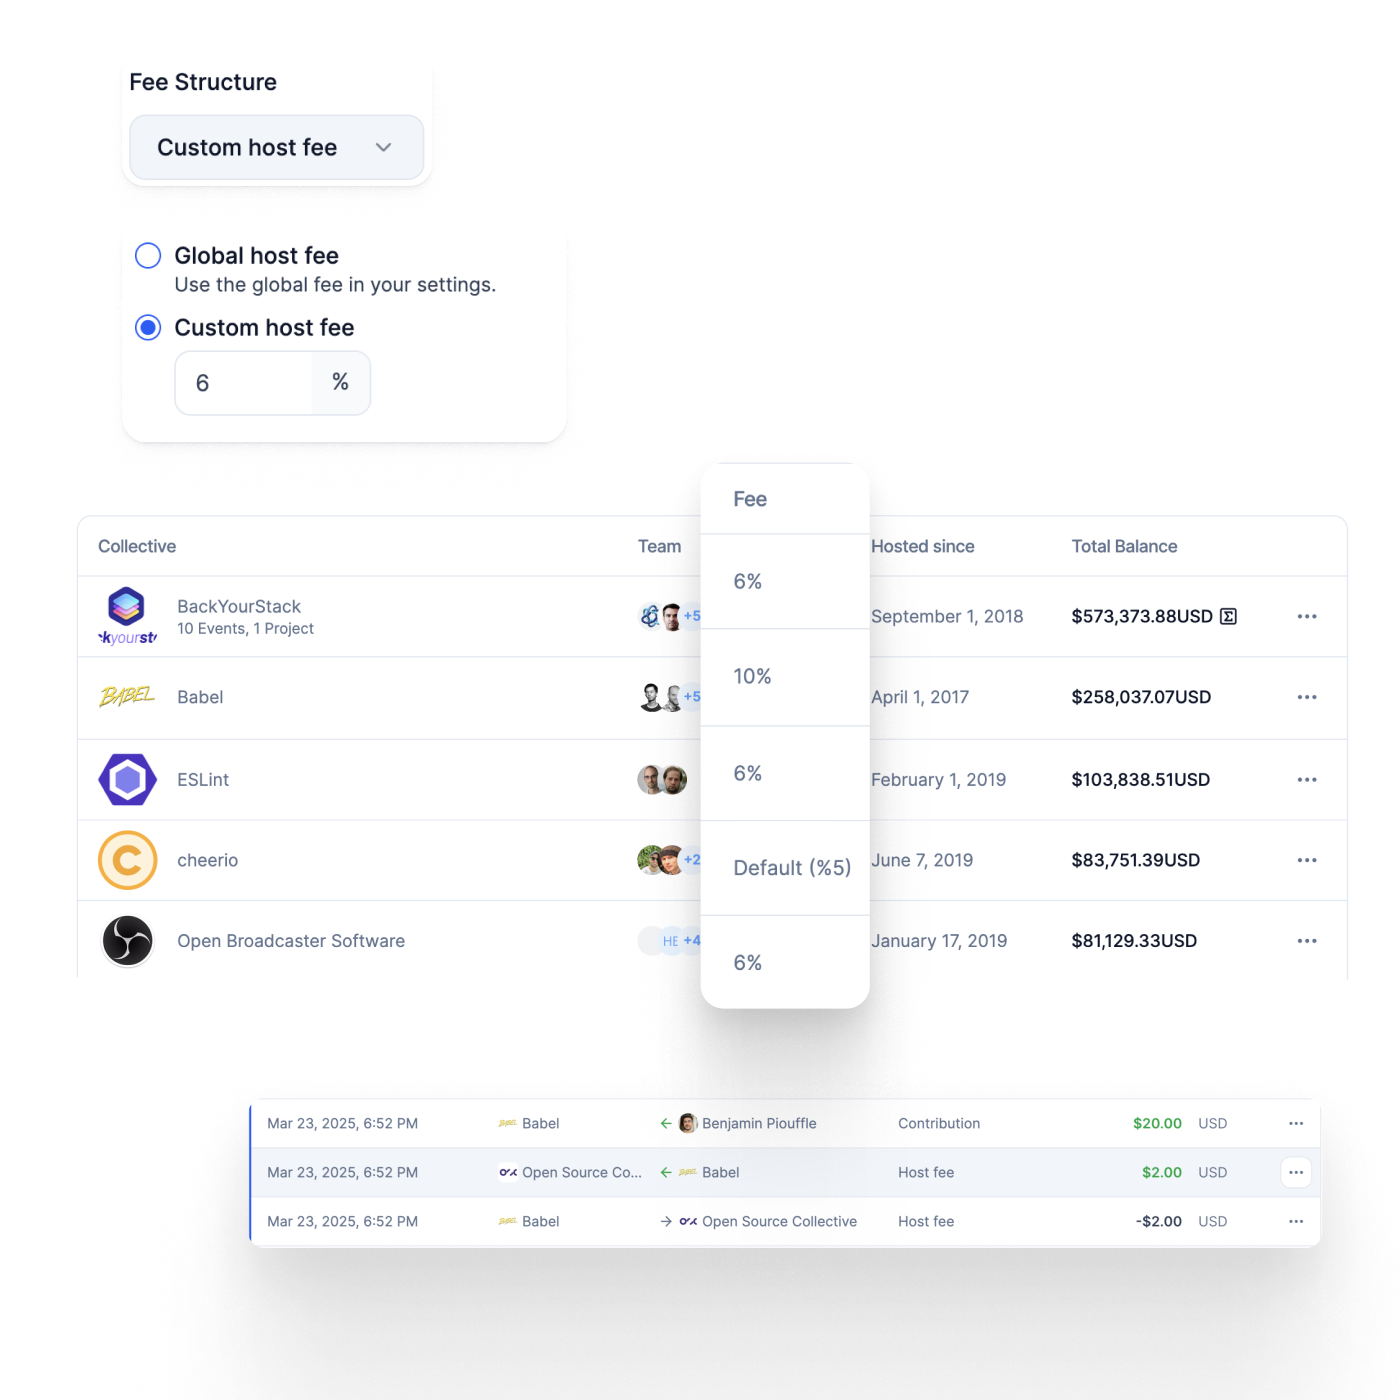 Fee Structure
Custom host fee
Global host fee
Use the global fee in your settings.
Custom host fee
6 %
Collective Team Fee Hosted since Total Balance
kyourst
BackYourStack
10 Events, 1 Project
+5 6% September 1, 2018 $573,373.88USD
BABEL Babel +5 10% April 1, 2017 $258,037.07USD
ESLint 6% February 1, 2019 $103,838.51USD
C cheerio +2 Default (%5) June 7, 2019 $83,751.39USD
Open Broadcaster Software HE +4 6% January 17, 2019 $81,129.33USD
Mar 23, 2025, 6:52 PM BABEL Babel ← Benjamin Piouffle Contribution $20.00 USD
Mar 23, 2025, 6:52 PM Open Source Co... ← BABEL Babel Host fee $2.00 USD
Mar 23, 2025, 6:52 PM BABEL Babel → Open Source Collective Host fee -$2.00 USD